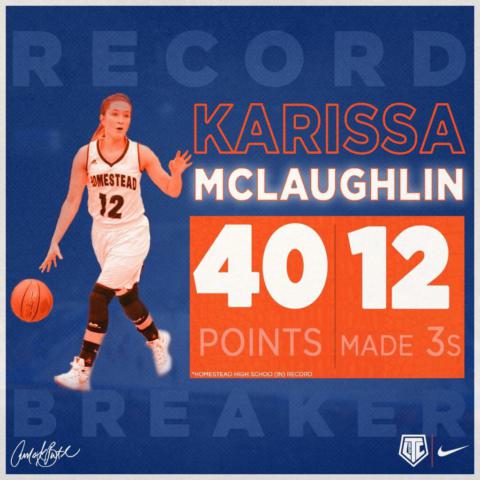 RECORD
KARISSA
MCLAUGHLIN
HOMESTEAD
12
40 12
POINTS MADE 3s
*HOMESTEAD HIGH SCHOO (IN) RECORD
BREAKER